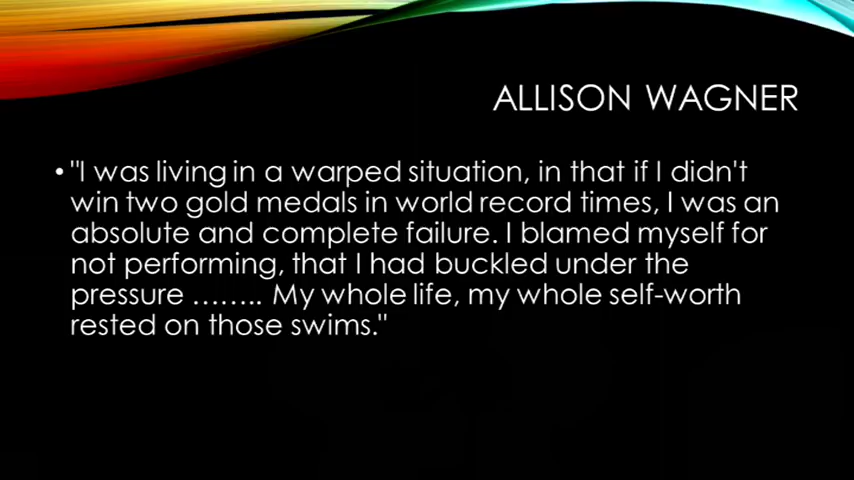 ALLISON WAGNER
• "I was living in a warped situation, in that if I didn't
win two gold medals in world record times, I was an
absolute and complete failure. I blamed myself for
not performing, that I had buckled under the
pressure …….. My whole life, my whole self-worth
rested on those swims."